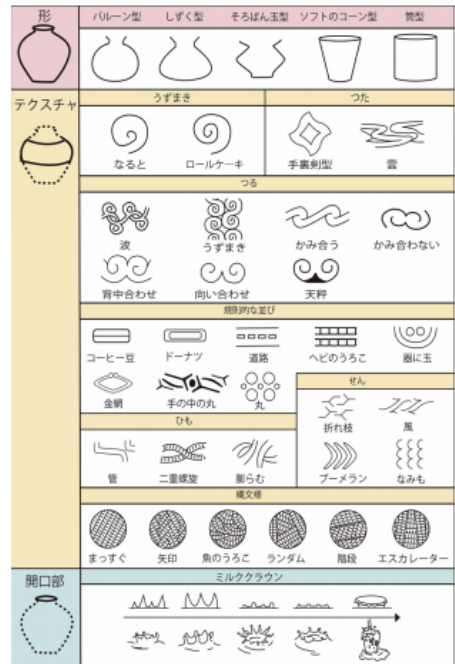 形
バルーン型 しずく型 そろばん玉型 ソフトのコーン型 筒型
テクスチャ
うずまき つた
なると ロールケーキ 手裏剣型 雲
つる
波 うずまき かみ合う かみ合わない
背中合わせ 向い合わせ 天秤
規則的な並び
コーヒー豆 ドーナツ 道路 ヘビのうろこ 器に玉
金網 手の中の丸 丸
せん
折れ枝 風
ブーメラン なみも
ひも
管 二重螺旋 膨らむ
縄文様
まっすぐ 矢印 魚のうろこ ランダム 階段 エスカレーター
開口部
ミルククラウン